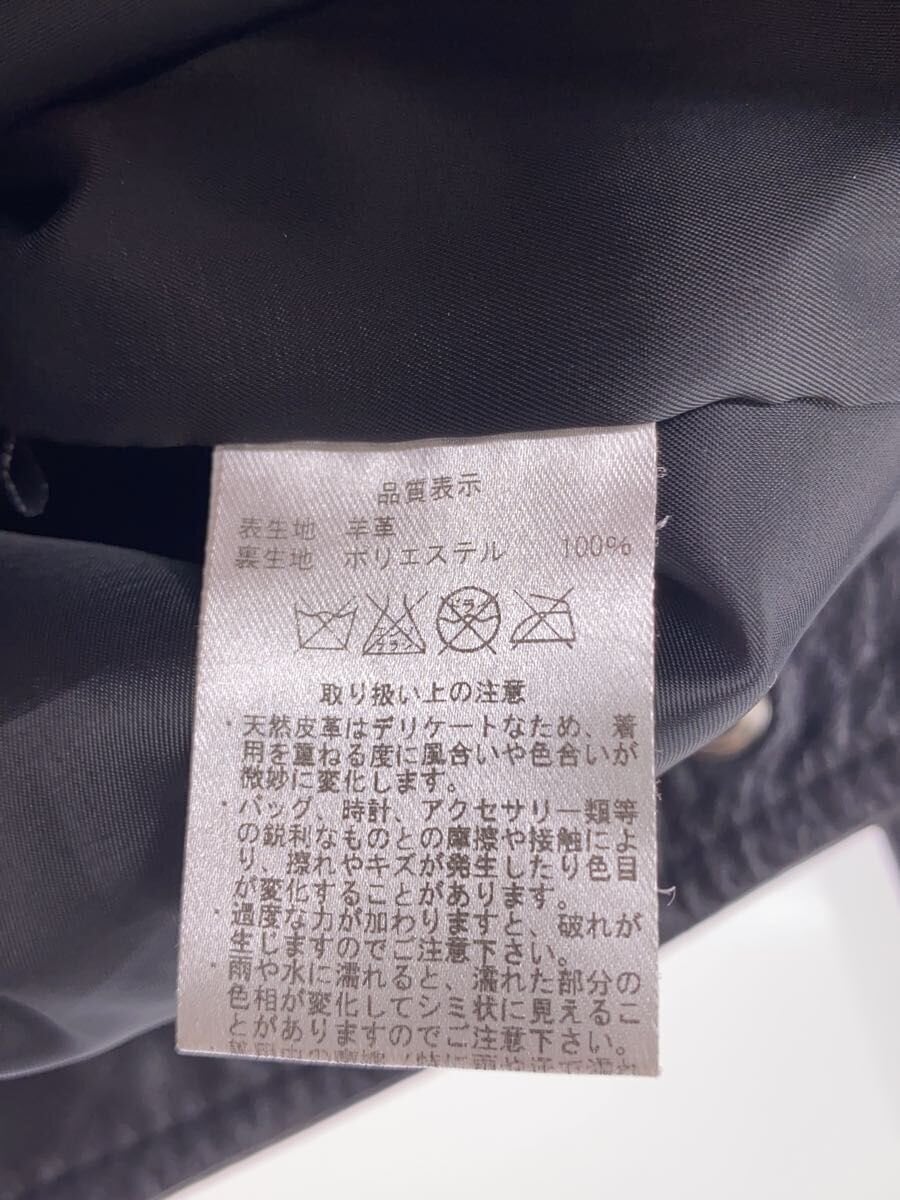 品質表示
表生地 羊革
裏生地 ポリエステル 100%
ドライ
エンソ サラシ
取り扱い上の注意
・天然皮革はデリケートなため、着
用を重ねる度に風合いや色合いが
微妙に変化します。
・バッグ、時計、アクセサリー類等
の鋭利なものとの摩擦や接触によ
り、擦れやキズが発生したり色目
が変化することがあります。
・過度な力が加わりますと、破れが
生じますのでご注意下さい。
・雨や水に濡れると、濡れた部分の
色相が変化してシミ状に見えるこ
とがありますのでご注意下さい。